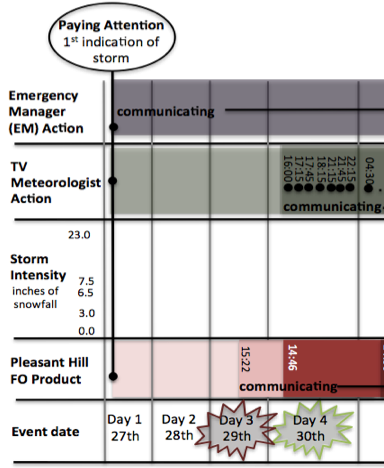 Paying Attention
1st indication of
storm
Emergency
Manager
(EM) Action
communicating
TV
Meteorologist
Action
16:00
17:15
17:45
18:15
21:15
21:45
22:15
04:30
communicating
Storm
Intensity
inches of
snowfall
23.0
7.5
6.5
3.0
0.0
Pleasant Hill
FO Product
15:22
14:46
communicating
Event date
Day 1
27th
Day 2
28th
Day 3
29th
Day 4
30th